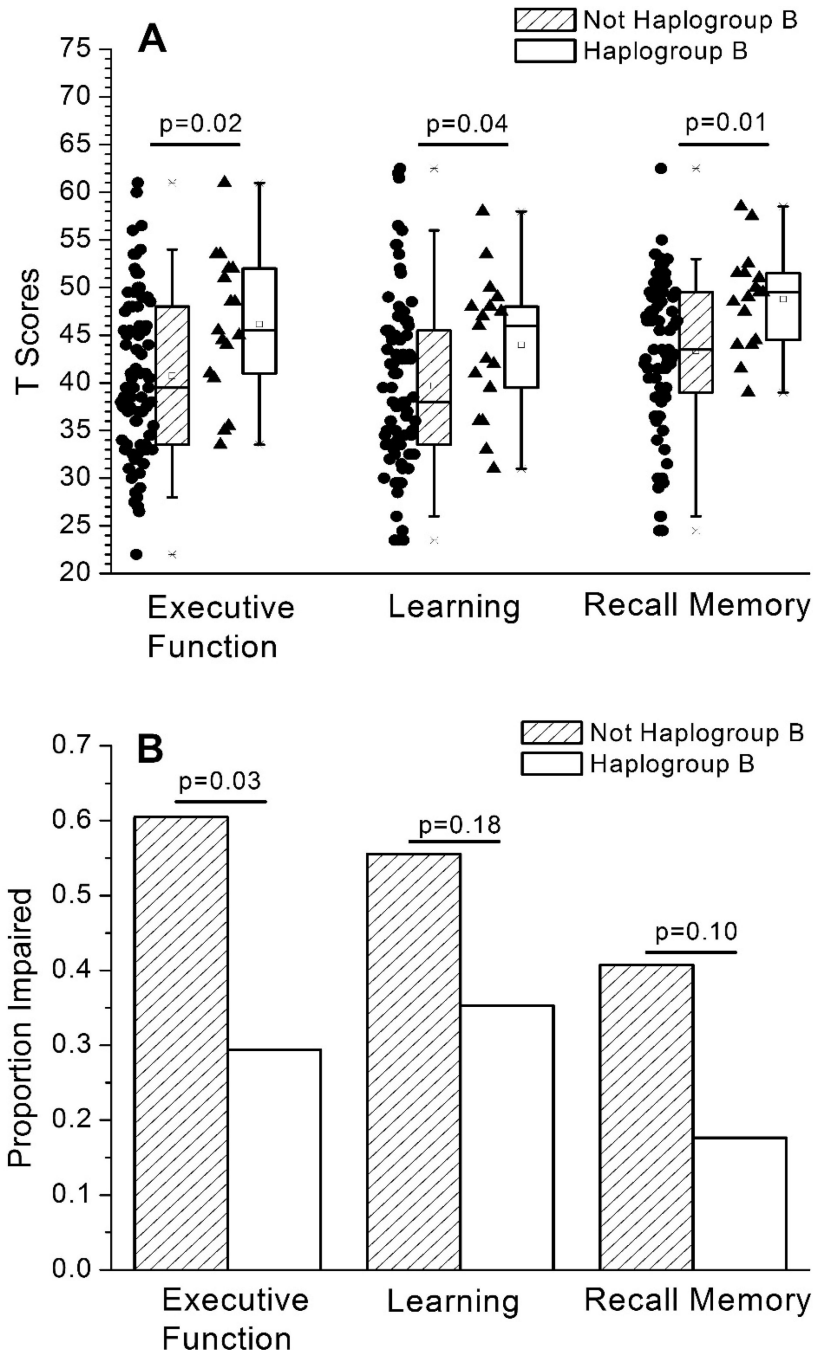 A
Not Haplogroup B
Haplogroup B
75
70
65
60
55
50
45
40
35
30
25
20
T Scores
p=0.02
p=0.04
p=0.01
Executive
Function
Learning
Recall Memory
B
Not Haplogroup B
Haplogroup B
0.7
0.6
0.5
0.4
0.3
0.2
0.1
0.0
Proportion Impaired
p=0.03
p=0.18
p=0.10
Executive
Function
Learning
Recall Memory